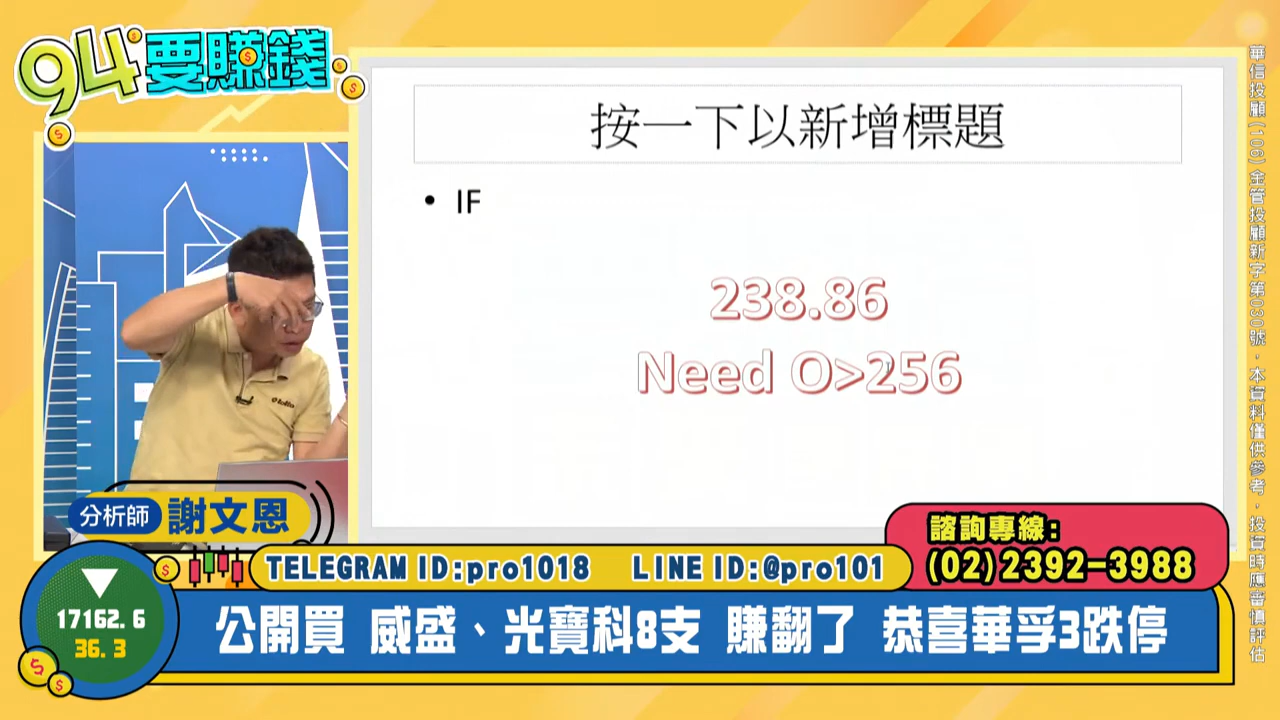 94要賺錢
按一下以新增標題
• IF
238.86
Need O>256
分析師 謝文恩
諮詢專線:
(02)2392-3988
TELEGRAM ID:pro1018 LINE ID:@pro101
17162.6
36.3
公開買 威盛、光寶科8支 賺翻了 恭喜華孚3跌停
華信投顧(106)金管投顧新字第030號，本資料僅供參考，投資時應審慎評估